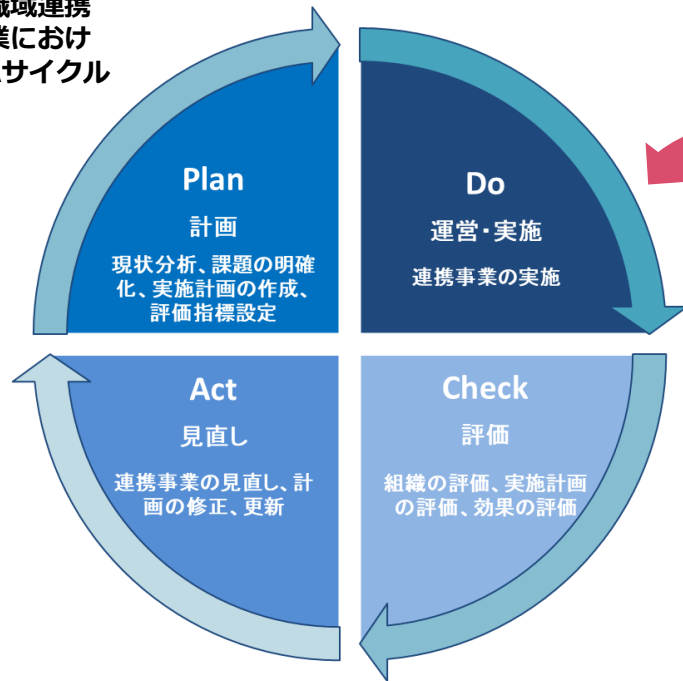 域連携
業におけ
サイクル
Plan
計画
現状分析、課題の明確
化、実施計画の作成、
評価指標設定
Do
運営・実施
連携事業の実施
Act
見直し
連携事業の見直し、計
画の修正、更新
Check
評価
組織の評価、実施計画
の評価、効果の評価